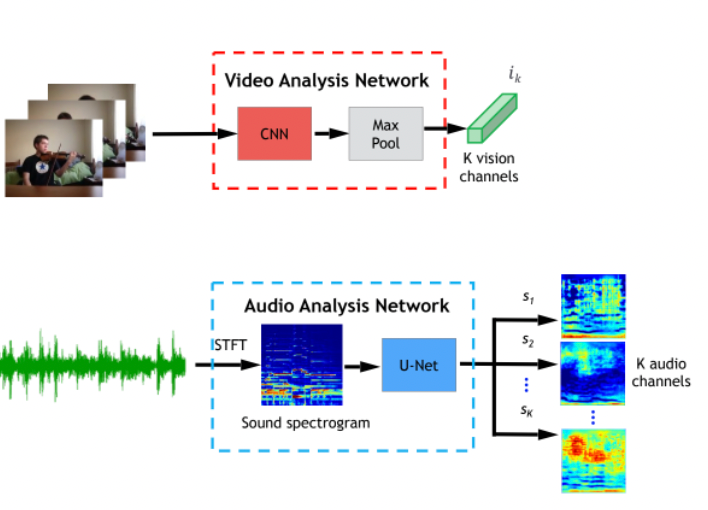 Video Analysis Network
CNN
Max
Pool
i_k
K vision
channels
Audio Analysis Network
STFT
Sound spectrogram
U-Net
s_1
s_2
s_K
K audio
channels